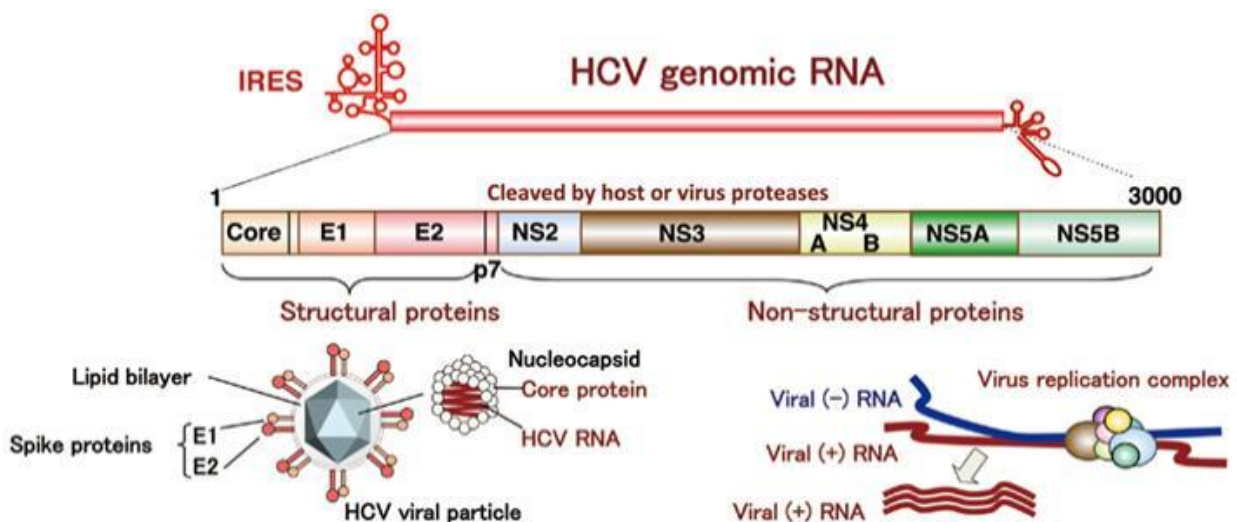 IRES
HCV genomic RNA
1
Cleaved by host or virus proteases
3000
Core
E1
E2
p7
NS2
NS3
NS4
A B
NS5A
NS5B
Structural proteins
Non-structural proteins
Lipid bilayer
Spike proteins
E1
E2
Nucleocapsid
Core protein
HCV RNA
HCV viral particle
Viral (-) RNA
Virus replication complex
Viral (+) RNA
Viral (+) RNA